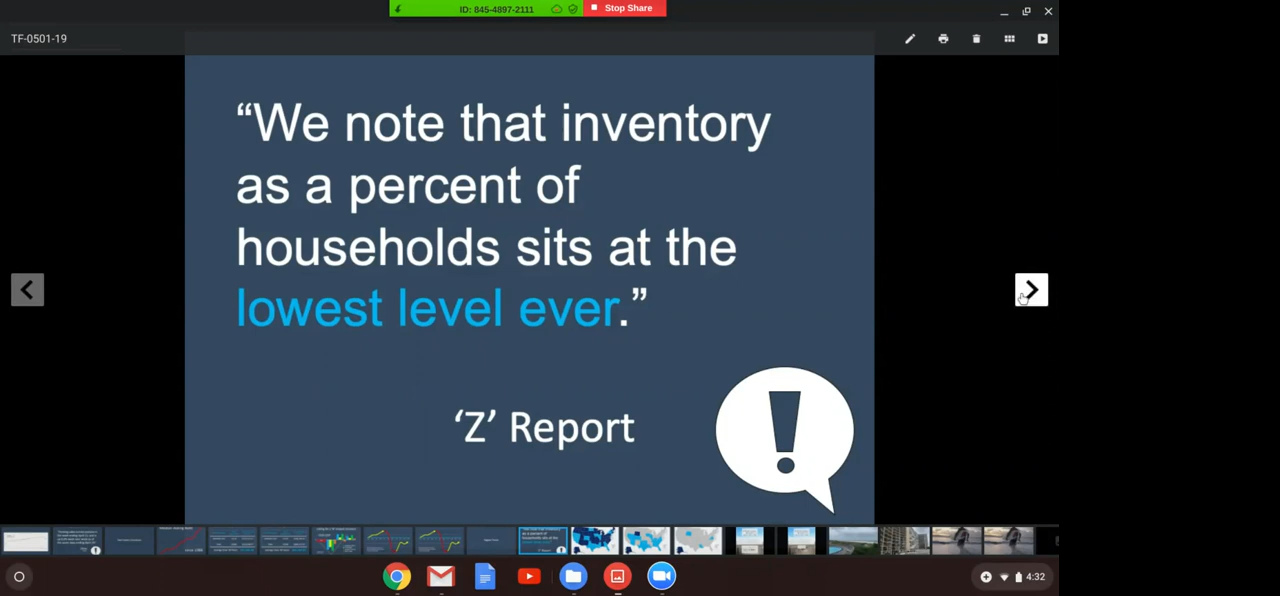 ID: 845-4897-2111
Stop Share
TF-0501-19
“We note that inventory
as a percent of
households sits at the
lowest level ever.”
‘Z’ Report
!
4:32